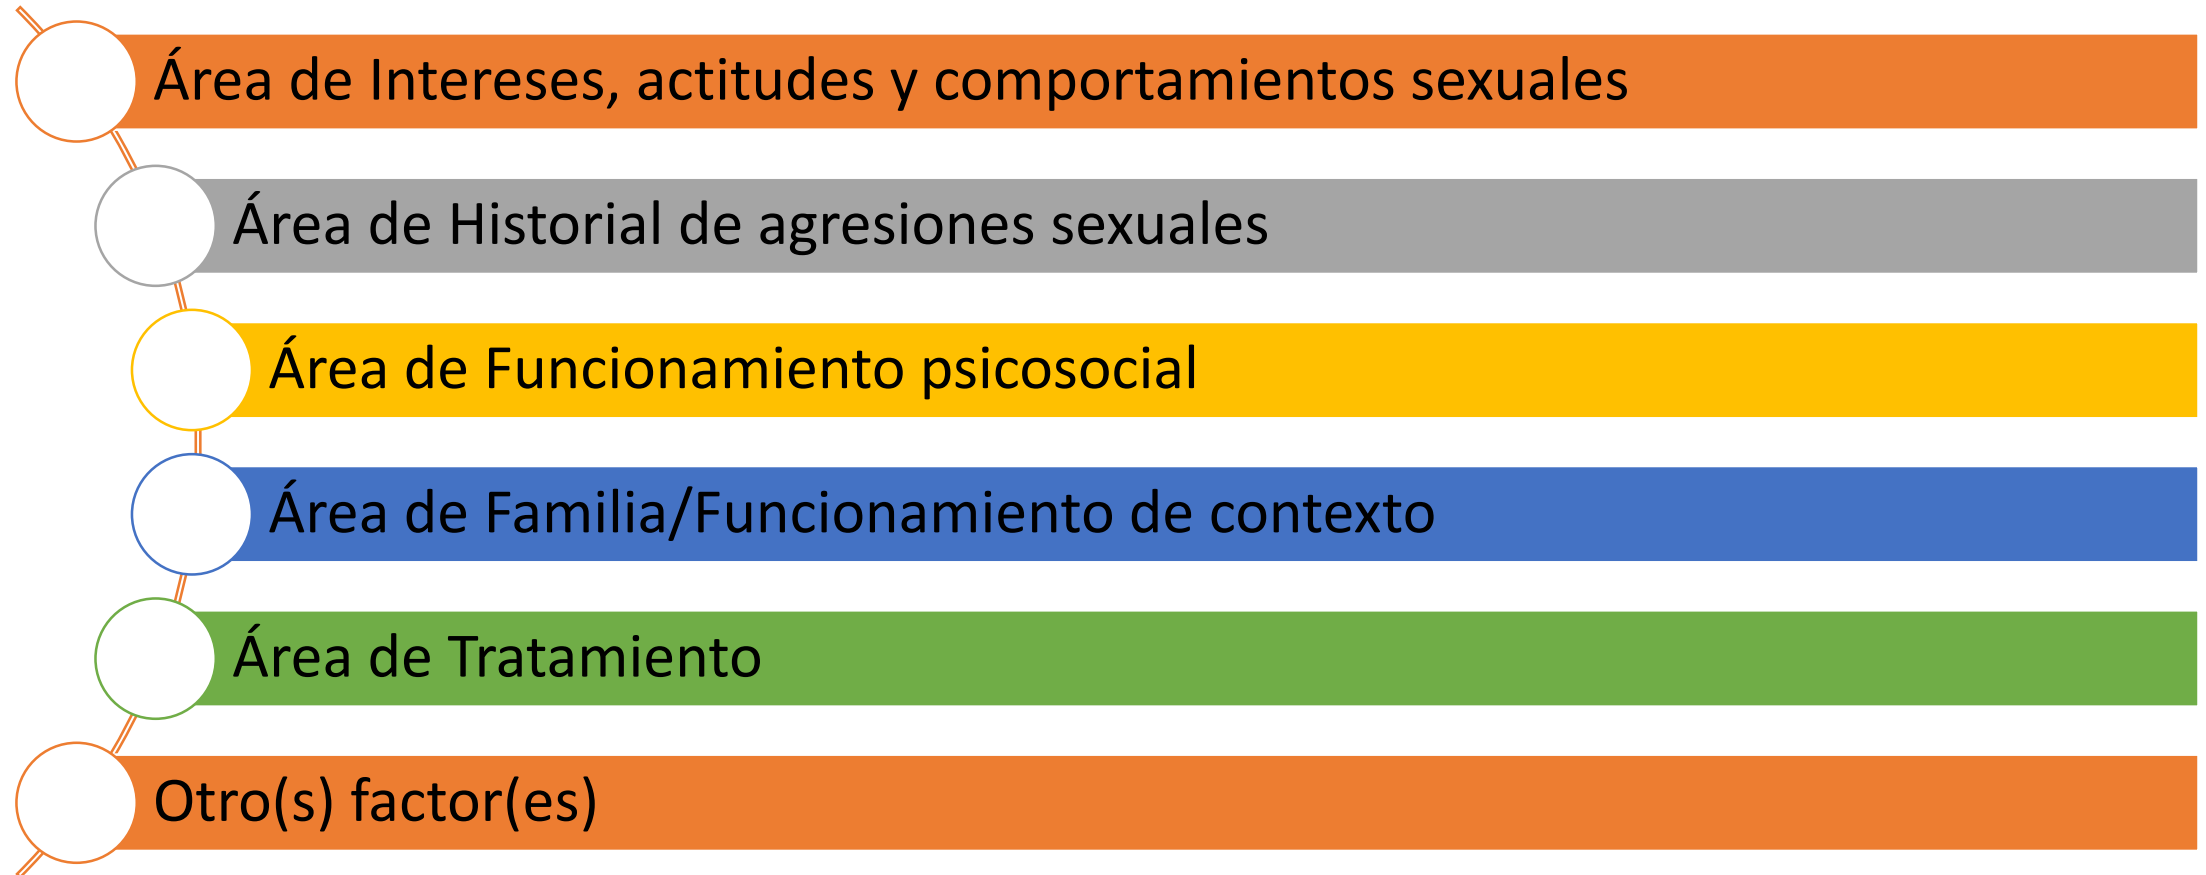 Área de Intereses, actitudes y comportamientos sexuales
Área de Historial de agresiones sexuales
Área de Funcionamiento psicosocial
Área de Familia/Funcionamiento de contexto
Área de Tratamiento
Otro(s) factor(es)